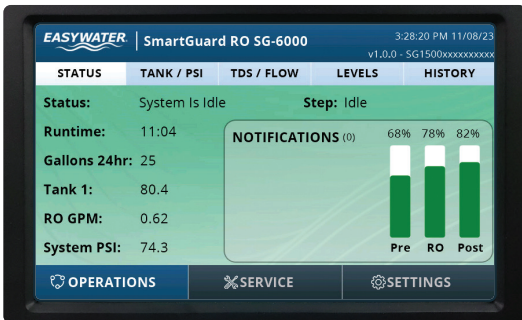 EASYWATER. | SmartGuard RO SG-6000
3:28:20 PM 11/08/23
v1.0.0 - SG1500xxxxxxxxxx
STATUS TANK / PSI TDS / FLOW LEVELS HISTORY
Status: System Is Idle Step: Idle
Runtime: 11:04
NOTIFICATIONS (0) 68% 78% 82%
Gallons 24hr: 25
Tank 1: 80.4
RO GPM: 0.62
System PSI: 74.3
Pre RO Post
OPERATIONS SERVICE SETTINGS